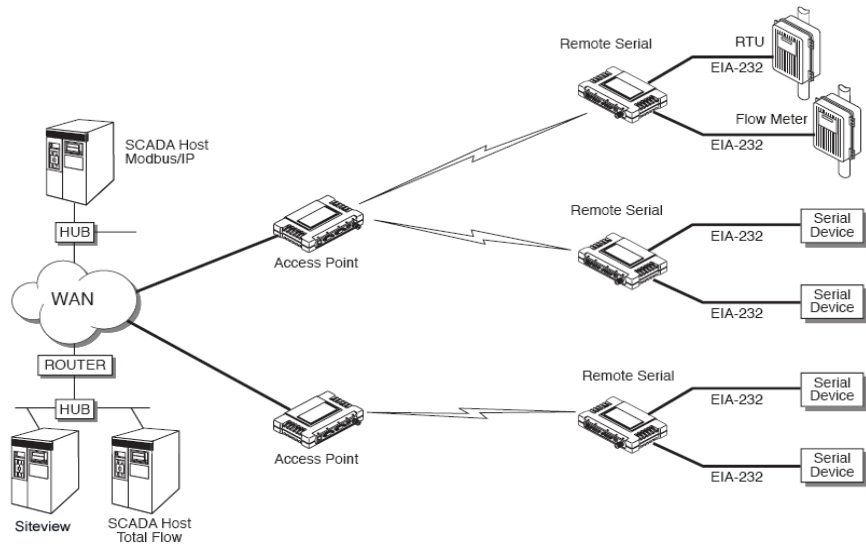 Remote Serial
RTU
EIA-232
Flow Meter
EIA-232
SCADA Host
Modbus/IP
HUB
Access Point
Remote Serial
EIA-232
Serial
Device
EIA-232
Serial
Device
WAN
ROUTER
HUB
Siteview
SCADA Host
Total Flow
Access Point
Remote Serial
EIA-232
Serial
Device
EIA-232
Serial
Device